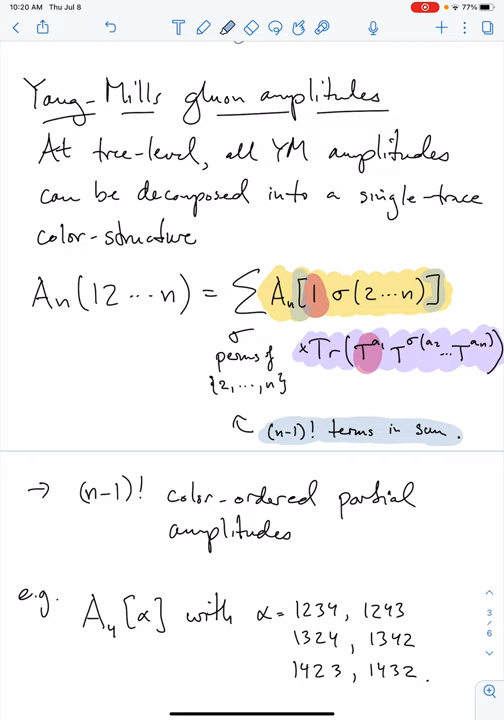 10:20 AM Thu Jul 8
77%
Yang-Mills gluon amplitudes
At tree-level, all YM amplitudes
can be decomposed into a single-trace
color-structure
Aₙ(12⋯n) = ∑ Aₙ[1 σ(2⋯n)]
σ
perms of
{2,...,n}
×Tr(Tᵃ¹ T^σ(a₂ ... T^aₙ))
(n-1)! terms in sum.
→ (n-1)! color-ordered partial
amplitudes
e.g. A₄[α] with α = 1234, 1243
1324, 1342
1423, 1432.
3
/
6